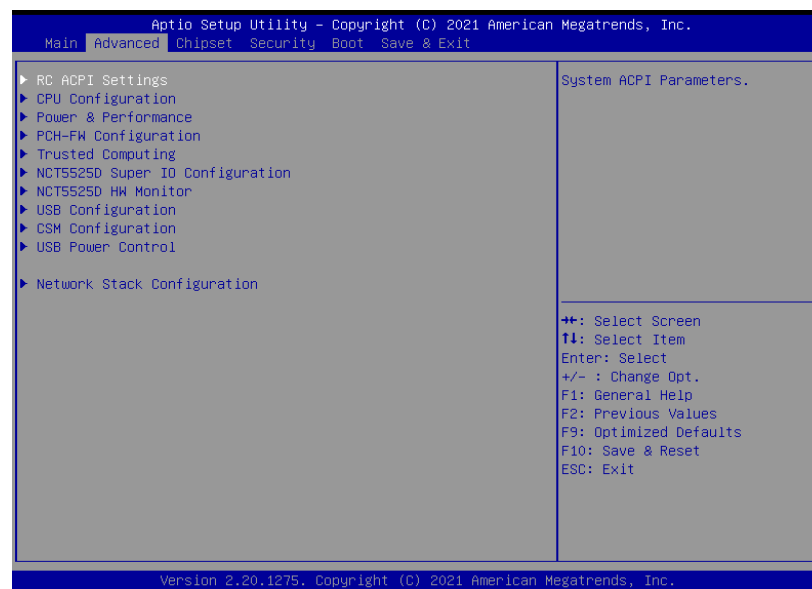 Aptio Setup Utility – Copyright (C) 2021 American Megatrends, Inc.
Main Advanced Chipset Security Boot Save & Exit
▶ RC ACPI Settings
▶ CPU Configuration
▶ Power & Performance
▶ PCH-FW Configuration
▶ Trusted Computing
▶ NCT5525D Super IO Configuration
▶ NCT5525D HW Monitor
▶ USB Configuration
▶ CSM Configuration
▶ USB Power Control
▶ Network Stack Configuration
System ACPI Parameters.
→←: Select Screen
↑↓: Select Item
Enter: Select
+/- : Change Opt.
F1: General Help
F2: Previous Values
F9: Optimized Defaults
F10: Save & Reset
ESC: Exit
Version 2.20.1275. Copyright (C) 2021 American Megatrends, Inc.